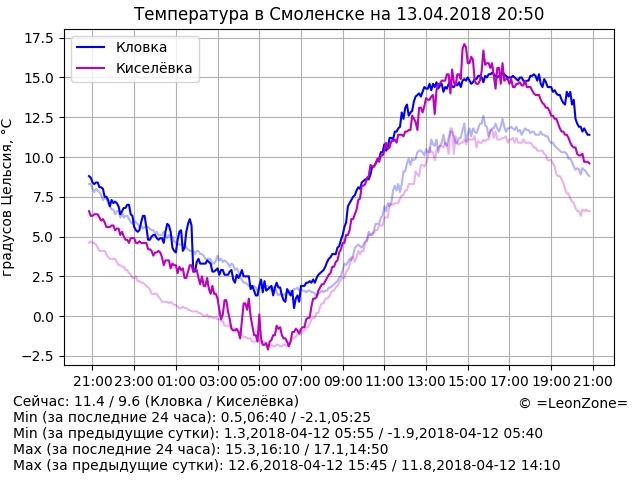 Температура в Смоленске на 13.04.2018 20:50
градусов Цельсия, °C
17.5
15.0
12.5
10.0
7.5
5.0
2.5
0.0
−2.5
Кловка
Киселёвка
21:00 23:00 01:00 03:00 05:00 07:00 09:00 11:00 13:00 15:00 17:00 19:00 21:00
Сейчас: 11.4 / 9.6 (Кловка / Киселёвка)
© =LeonZone=
Min (за последние 24 часа): 0.5,06:40 / -2.1,05:25
Min (за предыдущие сутки): 1.3,2018-04-12 05:55 / -1.9,2018-04-12 05:40
Max (за последние 24 часа): 15.3,16:10 / 17.1,14:50
Max (за предыдущие сутки): 12.6,2018-04-12 15:45 / 11.8,2018-04-12 14:10